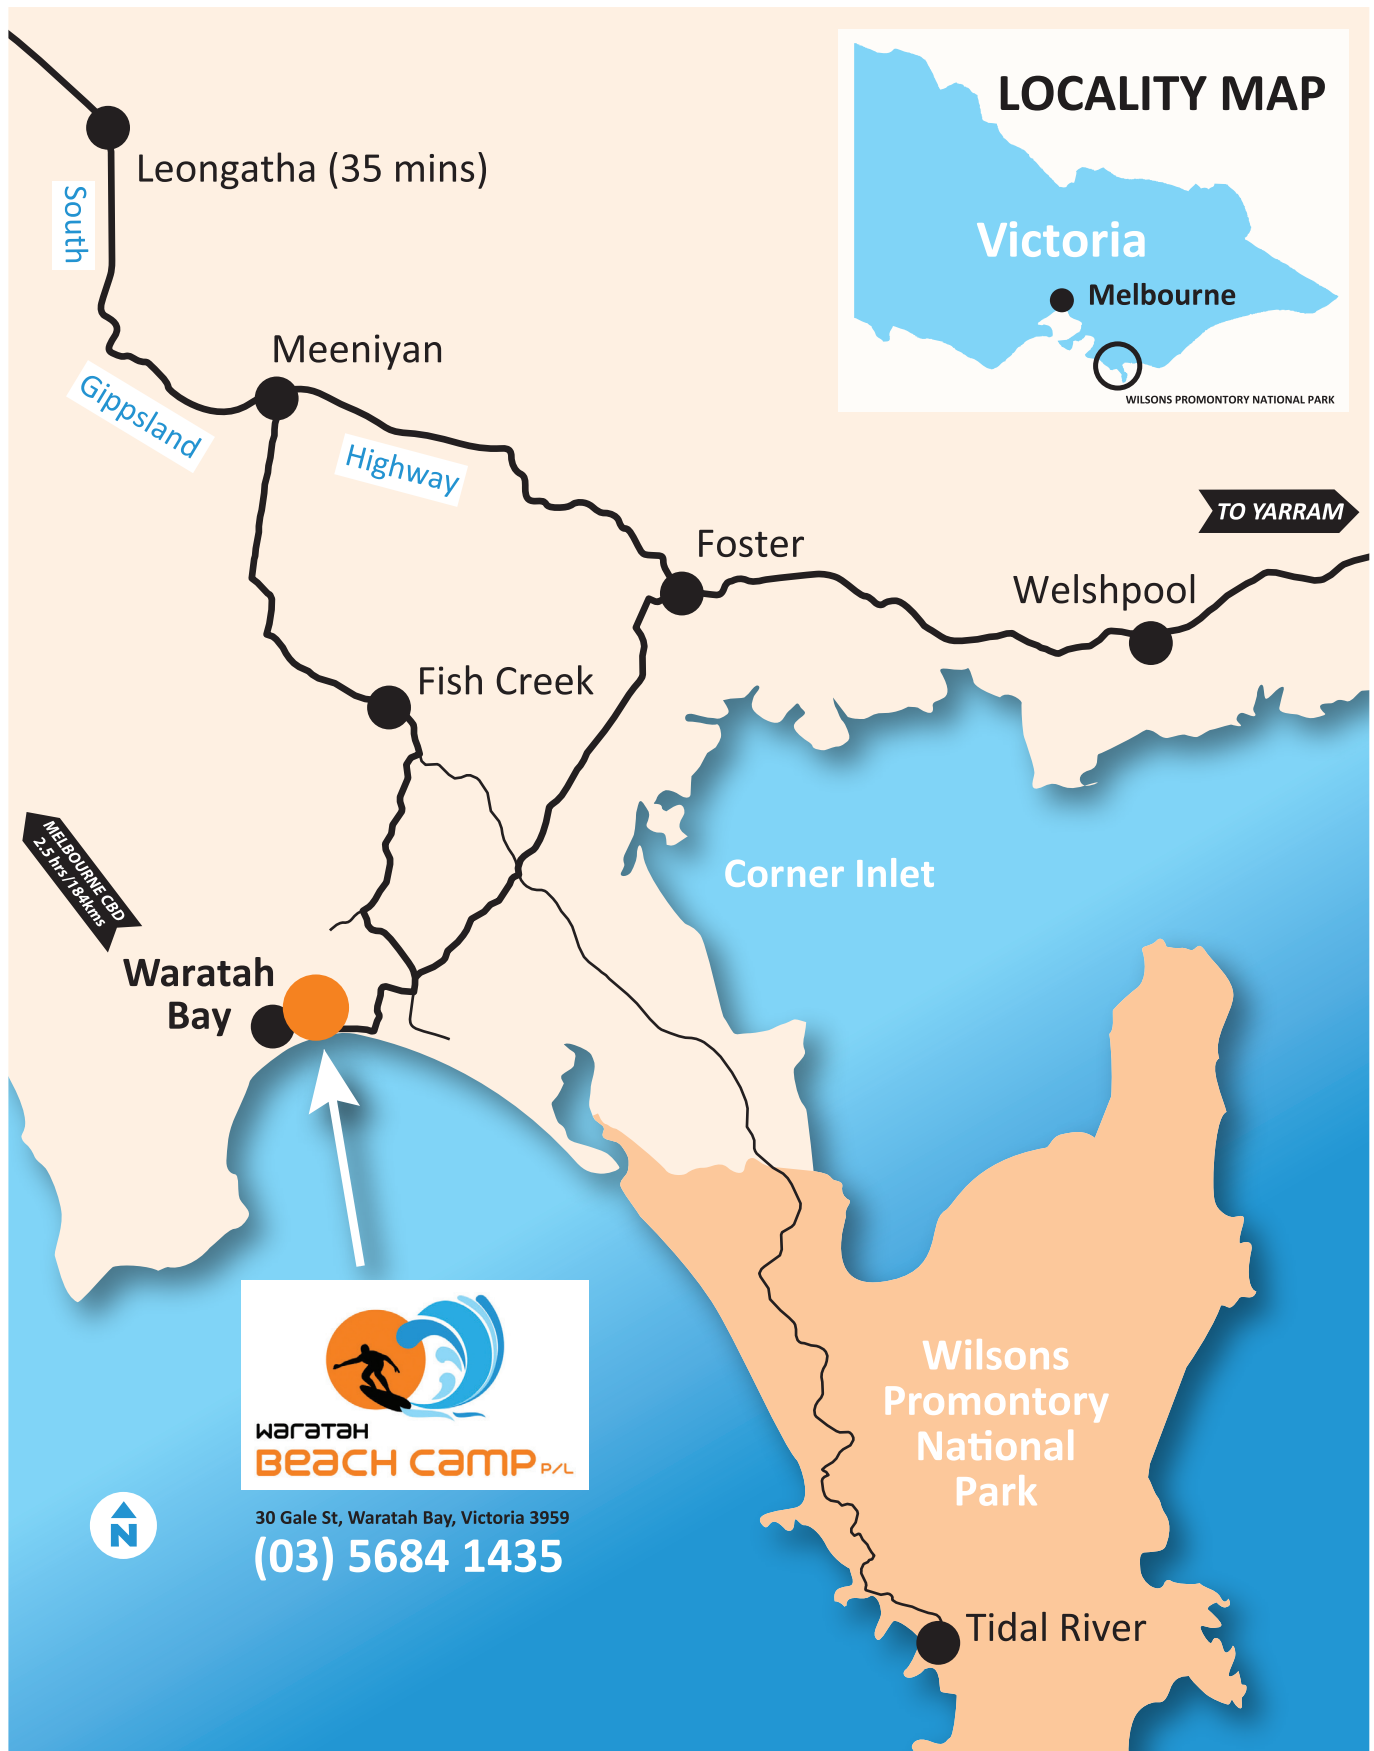 LOCALITY MAP
Victoria
Melbourne
WILSONS PROMONTORY NATIONAL PARK
Leongatha (35 mins)
South
Meeniyan
Gippsland
Highway
TO YARRAM
Foster
Welshpool
Fish Creek
MELBOURNE CBD
2.5 hrs/184kms
Corner Inlet
Waratah
Bay
Wilsons
Promontory
National
Park
WARATAH
BEACH CAMP P/L
30 Gale St, Waratah Bay, Victoria 3959
(03) 5684 1435
N
Tidal River